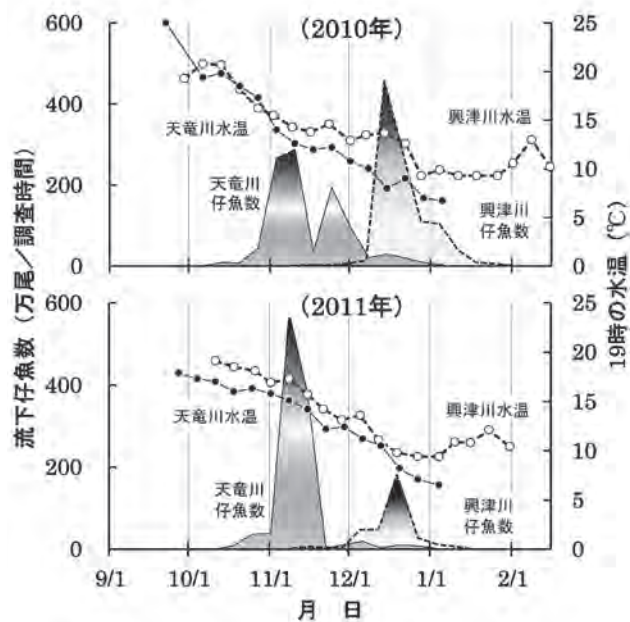 (2010年)
600
400
200
0
25
20
15
10
5
0
天竜川水温
興津川水温
天竜川
仔魚数
興津川
仔魚数
(2011年)
600
400
200
0
25
20
15
10
5
0
天竜川水温
興津川水温
天竜川
仔魚数
興津川
仔魚数
9/1 10/1 11/1 12/1 1/1 2/1
月 日
流下仔魚数 (万尾/調査時間)
19時の水温 (℃)